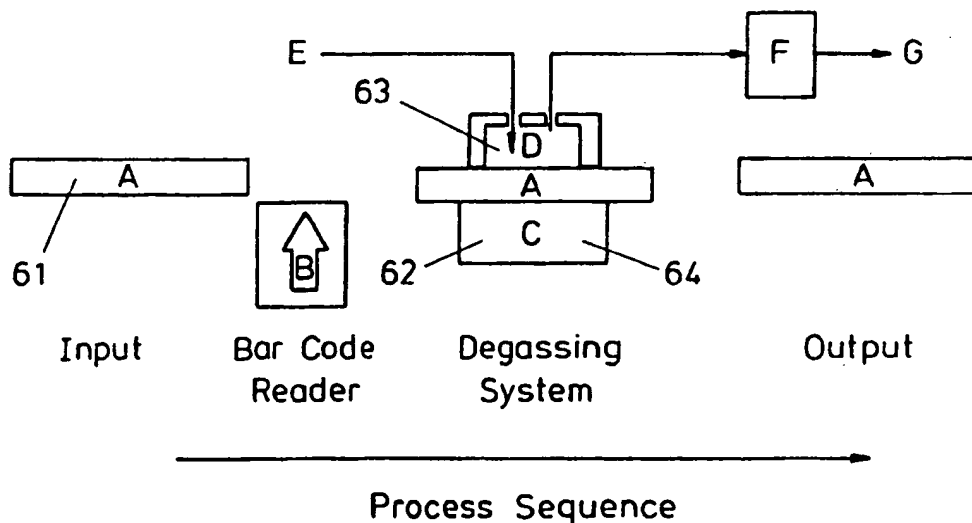 E
F
G
63
D
A
A
A
61
B
62
C
64
Input
Bar Code
Reader
Degassing
System
Output
Process Sequence